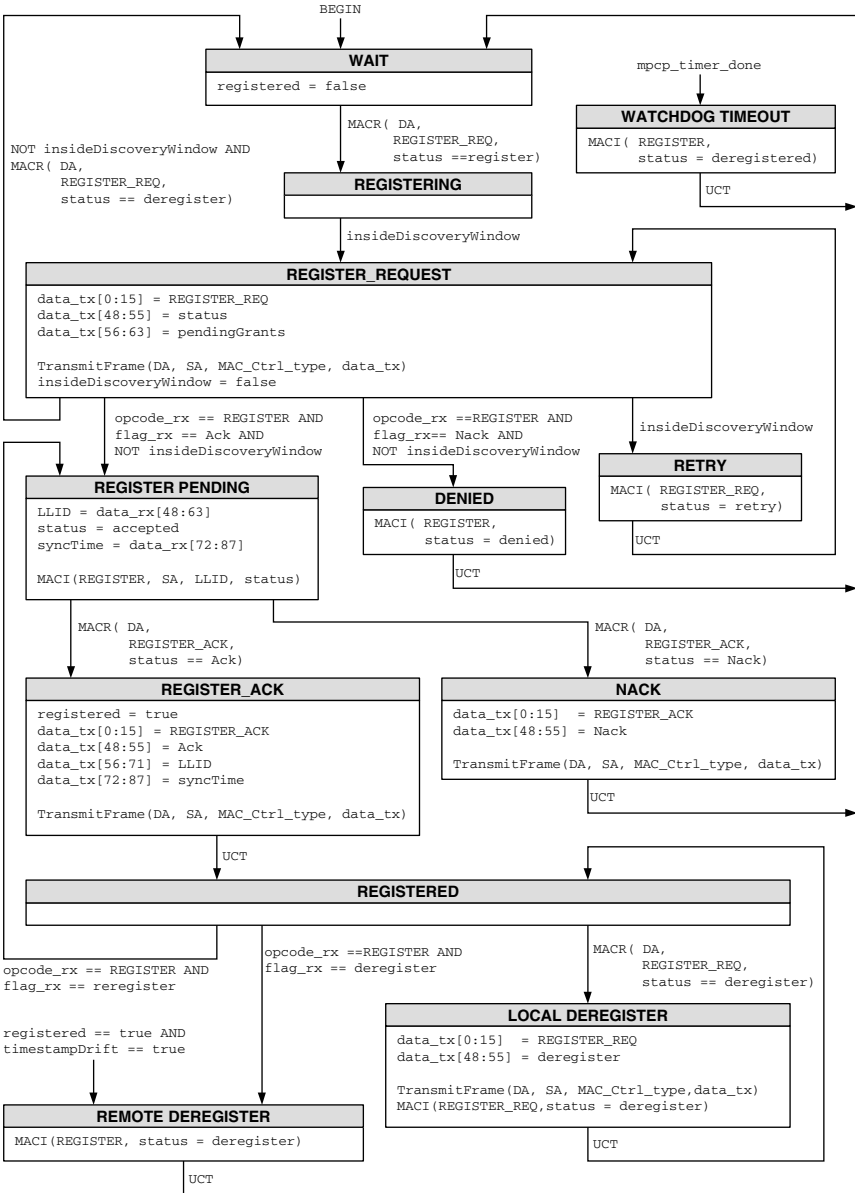 BEGIN
WAIT
registered = false
mpcp_timer_done
WATCHDOG TIMEOUT
MACI( REGISTER,
status = deregistered)
UCT
MACR( DA,
REGISTER_REQ,
status ==register)
NOT insideDiscoveryWindow AND
MACR( DA,
REGISTER_REQ,
status == deregister)
REGISTERING
insideDiscoveryWindow
REGISTER_REQUEST
data_tx[0:15] = REGISTER_REQ
data_tx[48:55] = status
data_tx[56:63] = pendingGrants
TransmitFrame(DA, SA, MAC_Ctrl_type, data_tx)
insideDiscoveryWindow = false
opcode_rx == REGISTER AND
flag_rx == Ack AND
NOT insideDiscoveryWindow
opcode_rx ==REGISTER AND
flag_rx== Nack AND
NOT insideDiscoveryWindow
insideDiscoveryWindow
RETRY
MACI( REGISTER_REQ,
status = retry)
UCT
REGISTER PENDING
LLID = data_rx[48:63]
status = accepted
syncTime = data_rx[72:87]
MACI(REGISTER, SA, LLID, status)
DENIED
MACI( REGISTER,
status = denied)
UCT
MACR( DA,
REGISTER_ACK,
status == Ack)
MACR( DA,
REGISTER_ACK,
status == Nack)
REGISTER_ACK
registered = true
data_tx[0:15] = REGISTER_ACK
data_tx[48:55] = Ack
data_tx[56:71] = LLID
data_tx[72:87] = syncTime
TransmitFrame(DA, SA, MAC_Ctrl_type, data_tx)
UCT
NACK
data_tx[0:15] = REGISTER_ACK
data_tx[48:55] = Nack
TransmitFrame(DA, SA, MAC_Ctrl_type, data_tx)
UCT
REGISTERED
opcode_rx == REGISTER AND
flag_rx == reregister
opcode_rx ==REGISTER AND
flag_rx == deregister
MACR( DA,
REGISTER_REQ,
status == deregister)
registered == true AND
timestampDrift == true
LOCAL DEREGISTER
data_tx[0:15] = REGISTER_REQ
data_tx[48:55] = deregister
TransmitFrame(DA, SA, MAC_Ctrl_type,data_tx)
MACI(REGISTER_REQ,status = deregister)
UCT
REMOTE DEREGISTER
MACI(REGISTER, status = deregister)
UCT